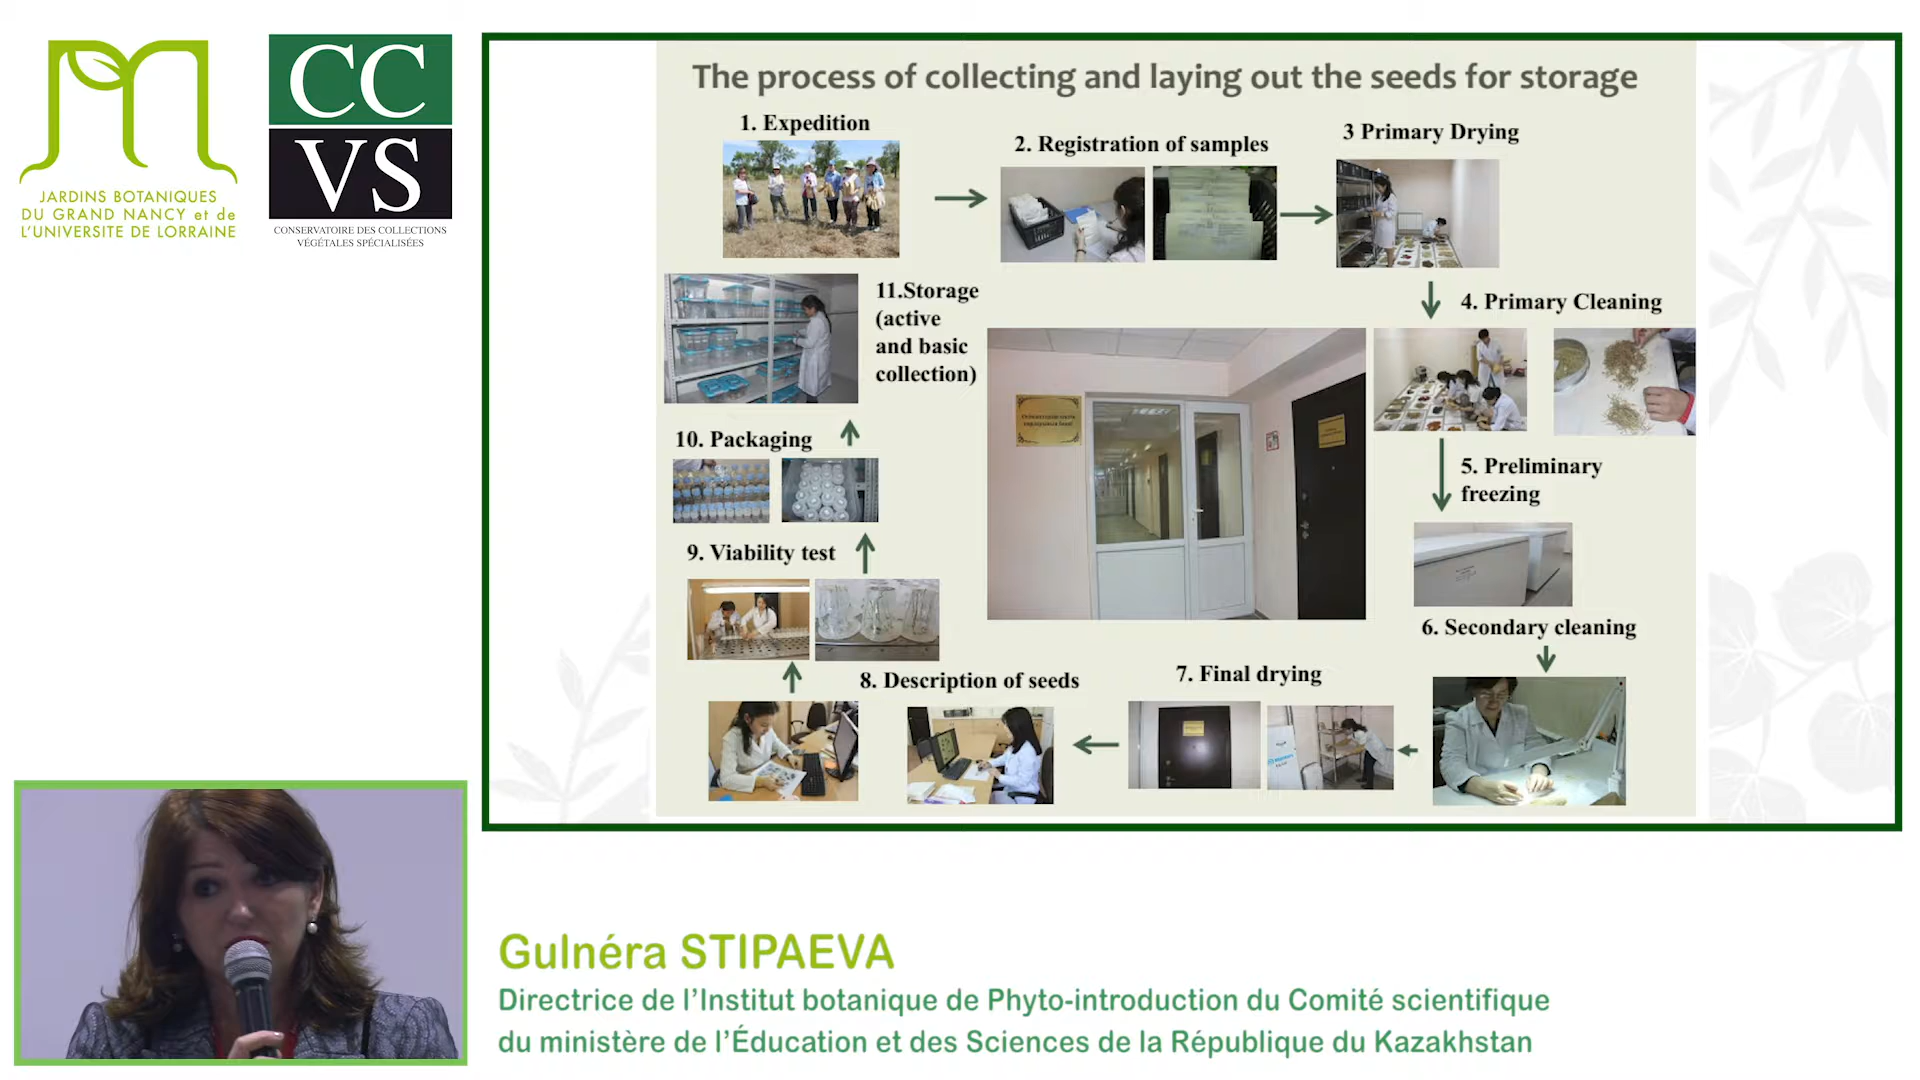 JARDINS BOTANIQUES
DU GRAND NANCY et de
L'UNIVERSITE DE LORRAINE
CC
VS
CONSERVATOIRE DES COLLECTIONS
VÉGÉTALES SPÉCIALISÉES
The process of collecting and laying out the seeds for storage
1. Expedition
2. Registration of samples
3 Primary Drying
4. Primary Cleaning
5. Preliminary
freezing
6. Secondary cleaning
7. Final drying
8. Description of seeds
9. Viability test
10. Packaging
11.Storage
(active
and basic
collection)
Gulnéra STIPAEVA
Directrice de l'Institut botanique de Phyto-introduction du Comité scientifique
du ministère de l'Éducation et des Sciences de la République du Kazakhstan